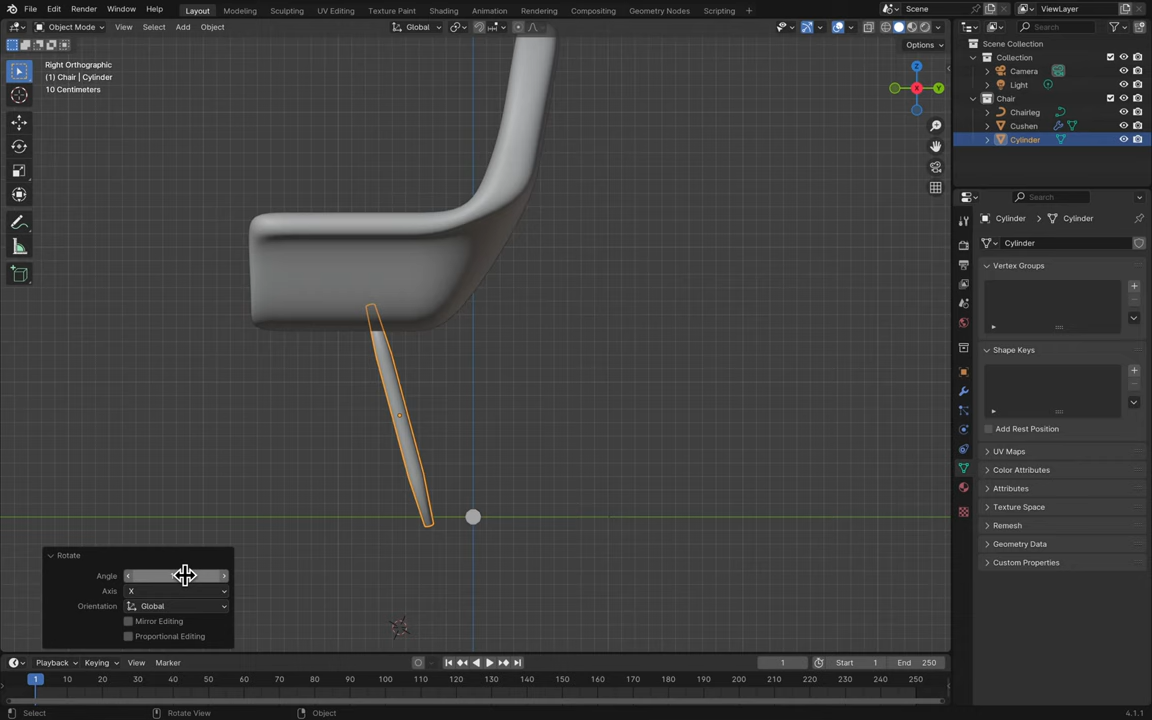 File Edit Render Window Help Layout Modeling Sculpting UV Editing Texture Paint Shading Animation Rendering Compositing Geometry Nodes Scripting + Scene ViewLayer
Object Mode View Select Add Object Global Search
Options
Right Orthographic
(1) Chair | Cylinder
10 Centimeters
Z
X
Y
Scene Collection
Collection
Camera
Light
Chair
Chairleg
Cushen
Cylinder
Search
Cylinder Cylinder
Cylinder
Vertex Groups
Shape Keys
Add Rest Position
UV Maps
Color Attributes
Attributes
Texture Space
Remesh
Geometry Data
Custom Properties
Rotate
Angle
Axis X
Orientation Global
Mirror Editing
Proportional Editing
Playback Keying View Marker 1 Start 1 End 250
1 10 20 30 40 50 60 70 80 90 100 110 120 130 140 150 160 170 180 190 200 210 220 230 240 250
Select Rotate View Object 4.1.1